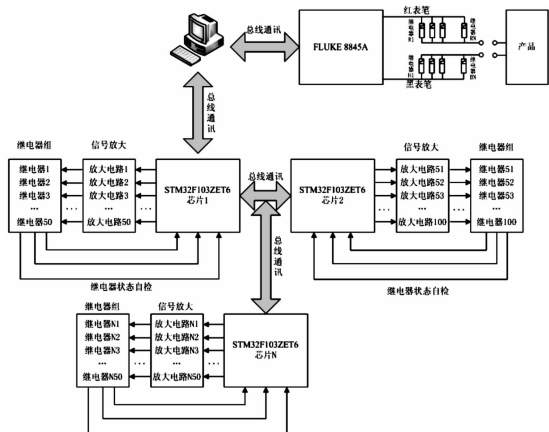 总线通讯
FLUKE 8845A
红表笔
继电器N1
继电器RN
产品
继电器N1
继电器RN
黑表笔
总线通讯
继电器组
信号放大
总线通讯
信号放大
继电器组
继电器1
继电器2
继电器3
...
继电器50
放大电路1
放大电路2
放大电路3
...
放大电路50
STM32F103ZET6
芯片1
STM32F103ZET6
芯片2
放大电路51
放大电路52
放大电路53
...
放大电路100
继电器51
继电器52
继电器53
...
继电器100
总线通讯
继电器状态自检
继电器状态自检
继电器组
信号放大
继电器N1
继电器N2
继电器N3
...
继电器N50
放大电路N1
放大电路N2
放大电路N3
...
放大电路N50
STM32F103ZET6
芯片N